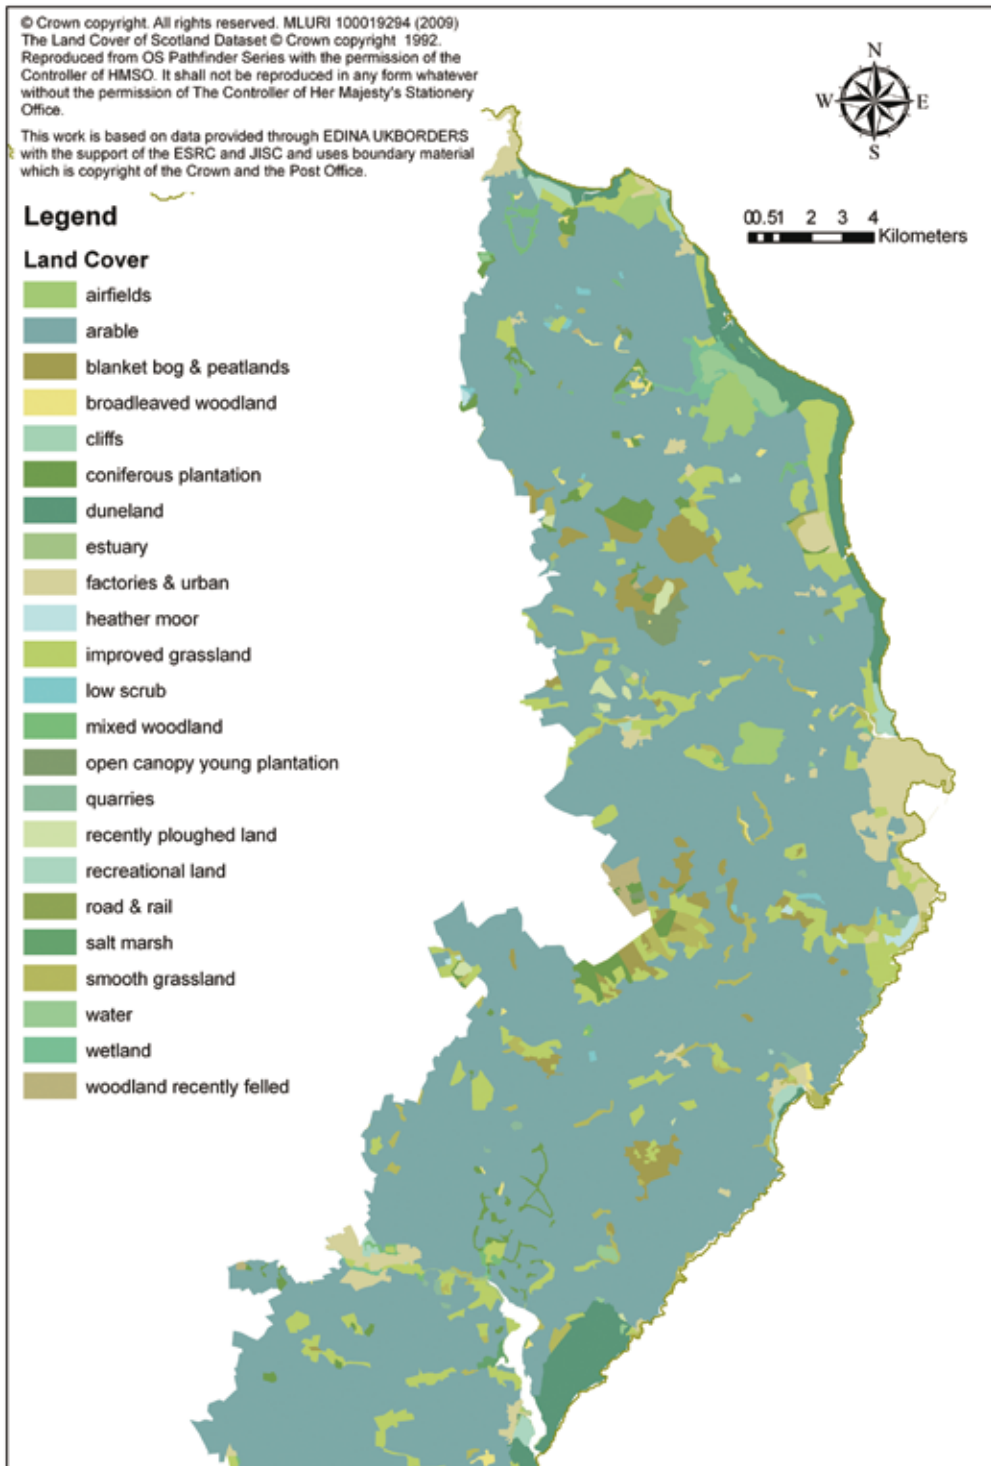 © Crown copyright. All rights reserved. MLURI 100019294 (2009)
The Land Cover of Scotland Dataset © Crown copyright 1992.
Reproduced from OS Pathfinder Series with the permission of the
Controller of HMSO. It shall not be reproduced in any form whatever
without the permission of The Controller of Her Majesty's Stationery
Office.
This work is based on data provided through EDINA UKBORDERS
with the support of the ESRC and JISC and uses boundary material
which is copyright of the Crown and the Post Office.
N
W E
S
00.51 2 3 4
Kilometers
Legend
Land Cover
airfields
arable
blanket bog & peatlands
broadleaved woodland
cliffs
coniferous plantation
duneland
estuary
factories & urban
heather moor
improved grassland
low scrub
mixed woodland
open canopy young plantation
quarries
recently ploughed land
recreational land
road & rail
salt marsh
smooth grassland
water
wetland
woodland recently felled